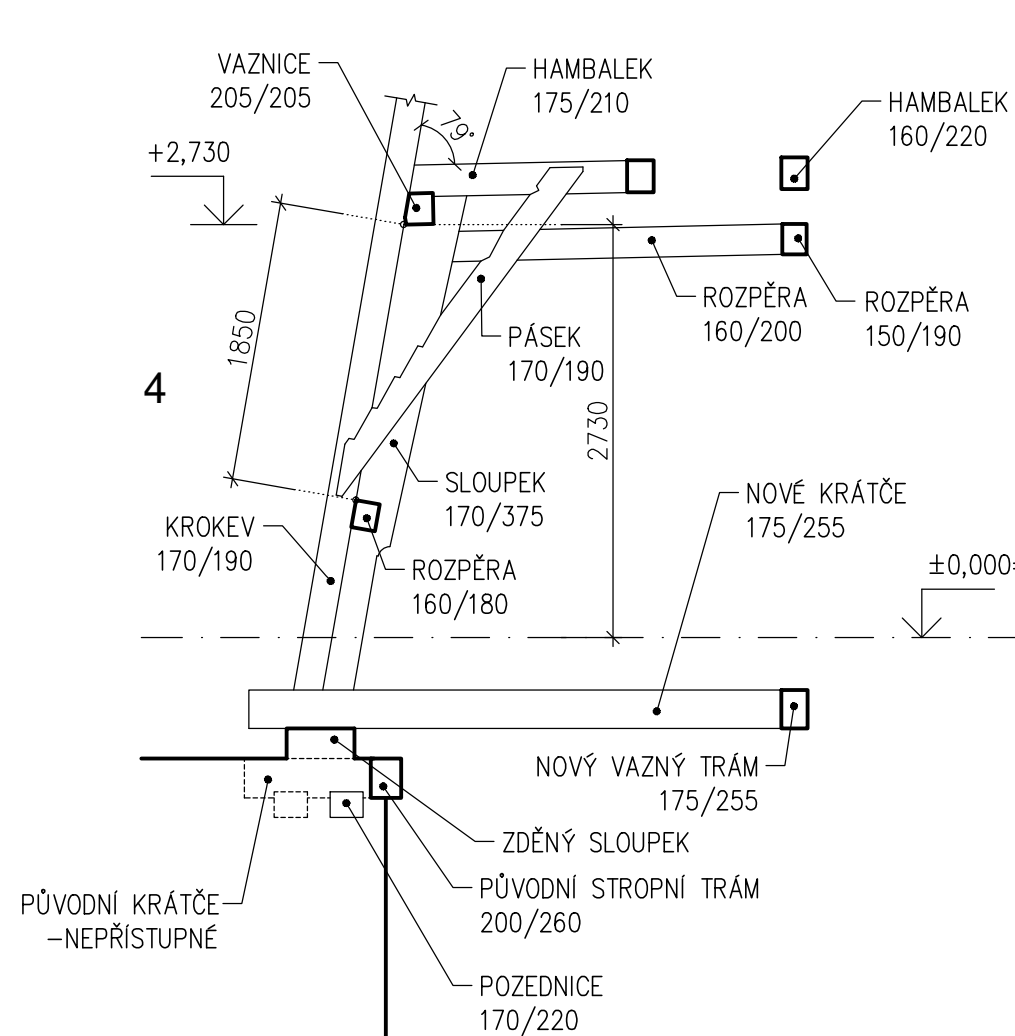 VAZNICE
205/205
HAMBALEK
175/210
HAMBALEK
160/220
79°
+2,730
ROZPĚRA
160/200
ROZPĚRA
150/190
1850
PÁSEK
170/190
4
2730
SLOUPEK
170/375
NOVÉ KRÁTČE
175/255
KROKEV
170/190
ROZPĚRA
160/180
±0,000=
NOVÝ VAZNÝ TRÁM
175/255
ZDĚNÝ SLOUPEK
PŮVODNÍ STROPNÍ TRÁM
200/260
PŮVODNÍ KRÁTČE
-NEPŘÍSTUPNÉ
POZEDNICE
170/220